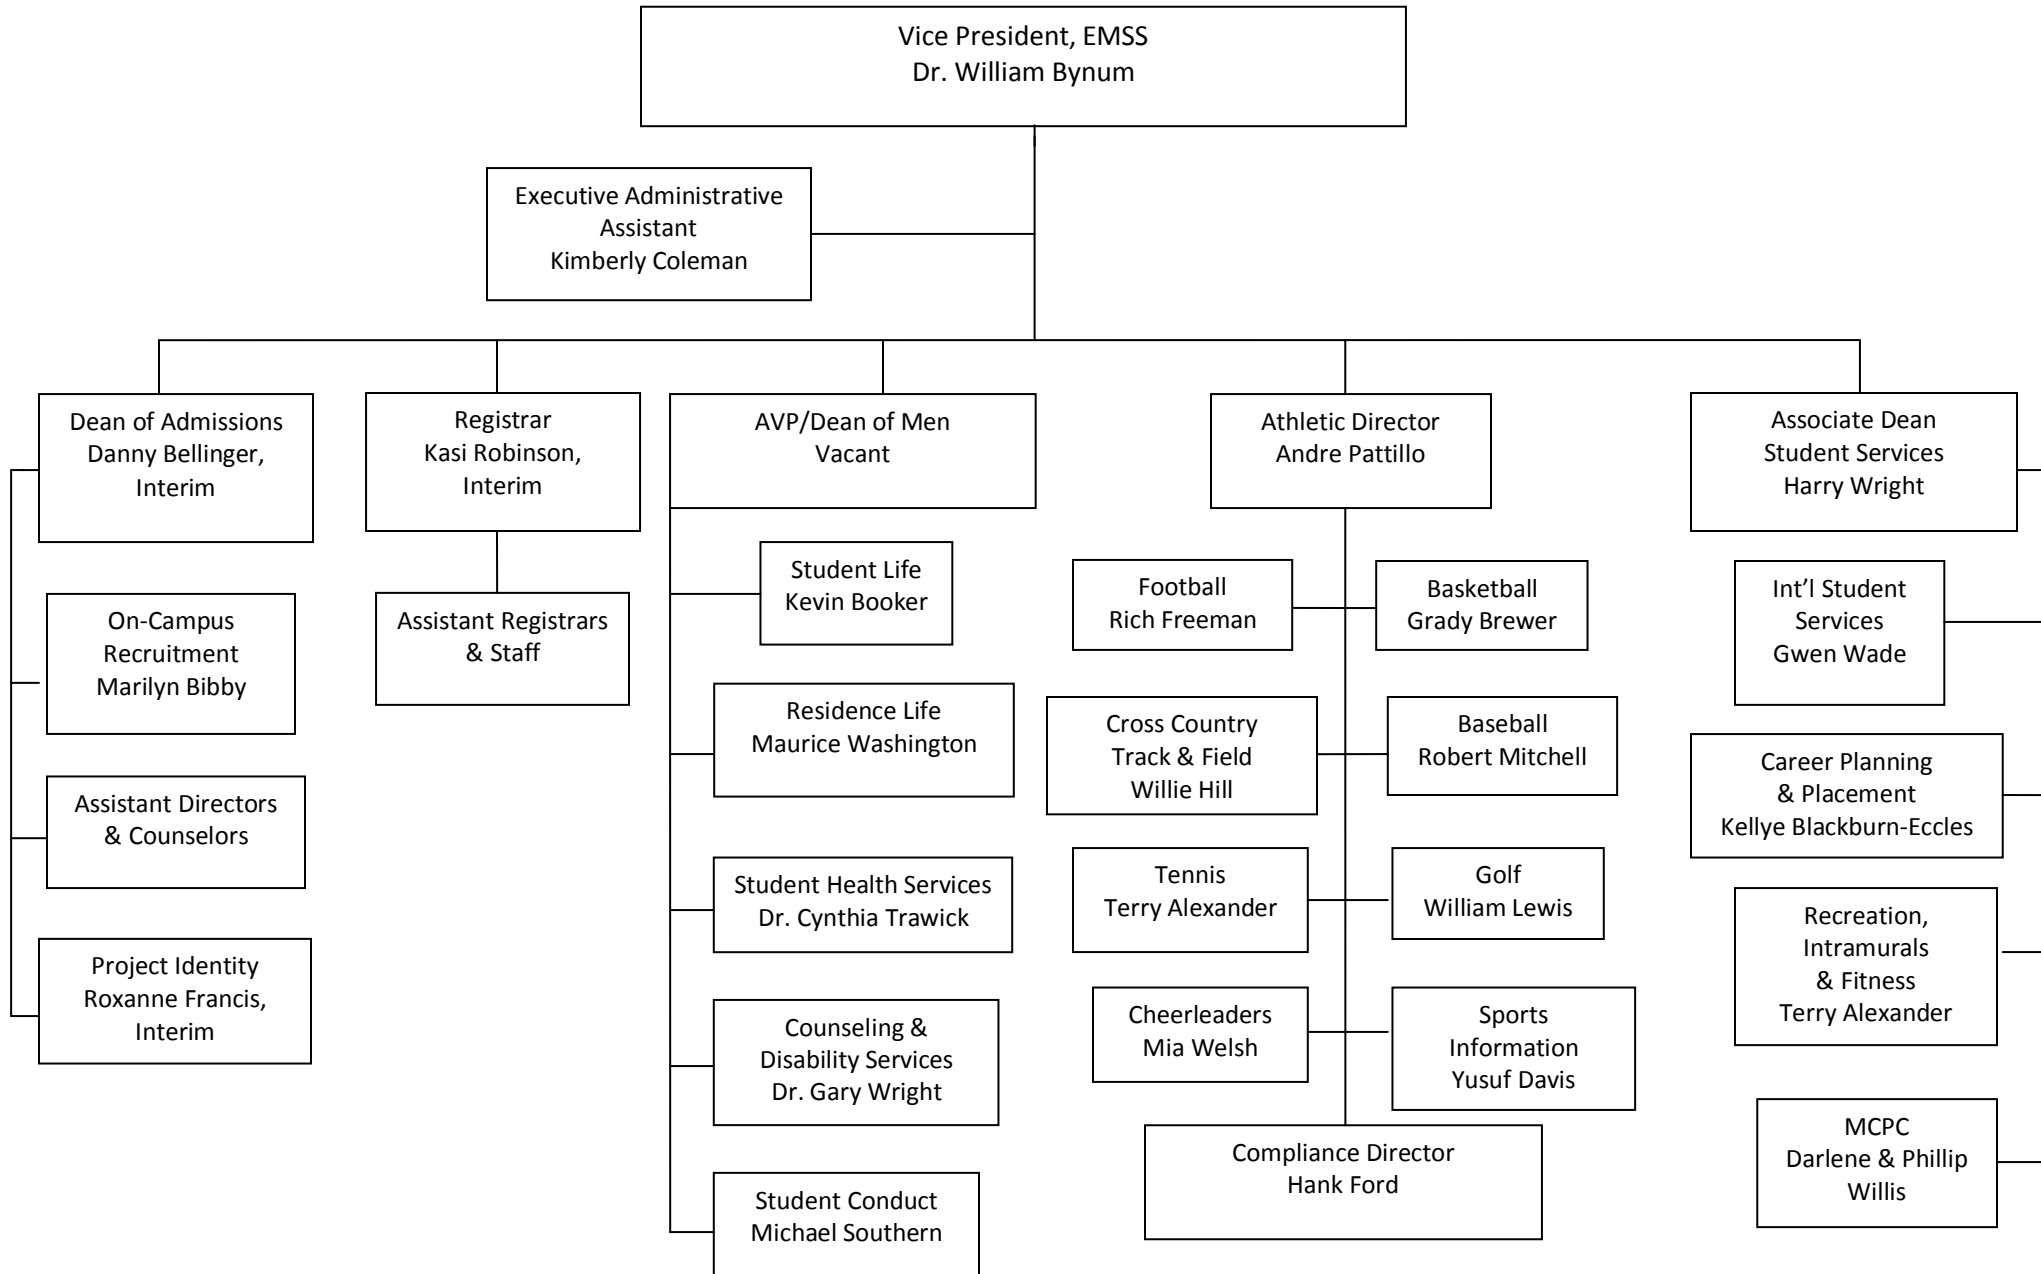 Vice President, EMSS
Dr. William Bynum
Executive Administrative
Assistant
Kimberly Coleman
Dean of Admissions
Danny Bellinger,
Interim
Registrar
Kasi Robinson,
Interim
AVP/Dean of Men
Vacant
Athletic Director
Andre Pattillo
Associate Dean
Student Services
Harry Wright
On-Campus
Recruitment
Marilyn Bibby
Assistant Directors
& Counselors
Project Identity
Roxanne Francis,
Interim
Assistant Registrars
& Staff
Student Life
Kevin Booker
Residence Life
Maurice Washington
Student Health Services
Dr. Cynthia Trawick
Counseling &
Disability Services
Dr. Gary Wright
Student Conduct
Michael Southern
Football
Rich Freeman
Basketball
Grady Brewer
Cross Country
Track & Field
Willie Hill
Baseball
Robert Mitchell
Tennis
Terry Alexander
Golf
William Lewis
Cheerleaders
Mia Welsh
Sports
Information
Yusuf Davis
Compliance Director
Hank Ford
Int’l Student
Services
Gwen Wade
Career Planning
& Placement
Kellye Blackburn-Eccles
Recreation,
Intramurals
& Fitness
Terry Alexander
MCPC
Darlene & Phillip
Willis